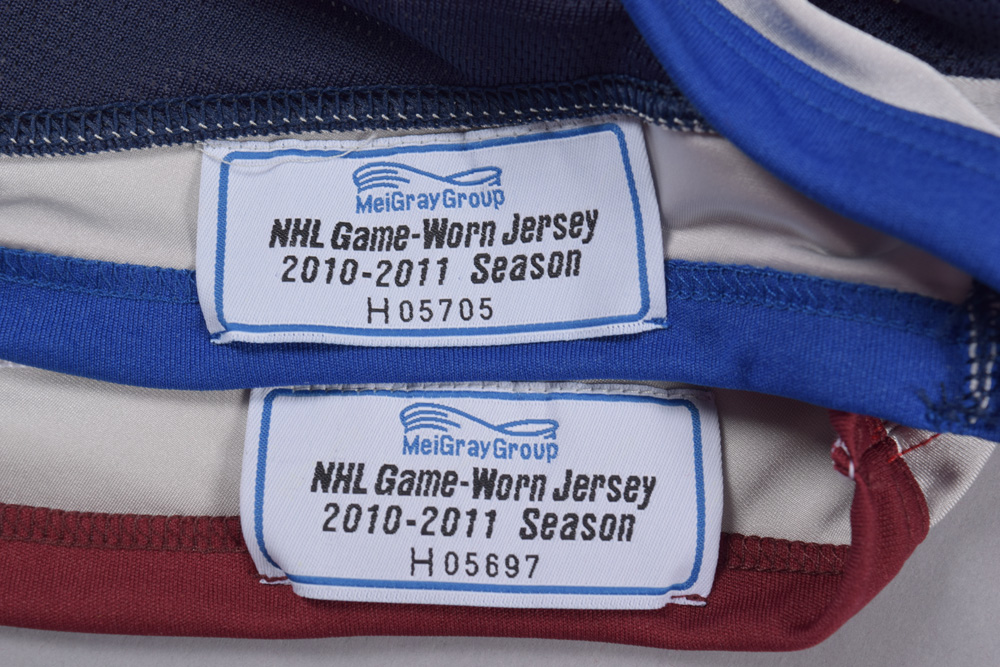 MeiGrayGroup
NHL Game-Worn Jersey
2010-2011 Season
H05705
MeiGrayGroup
NHL Game-Worn Jersey
2010-2011 Season
H05697